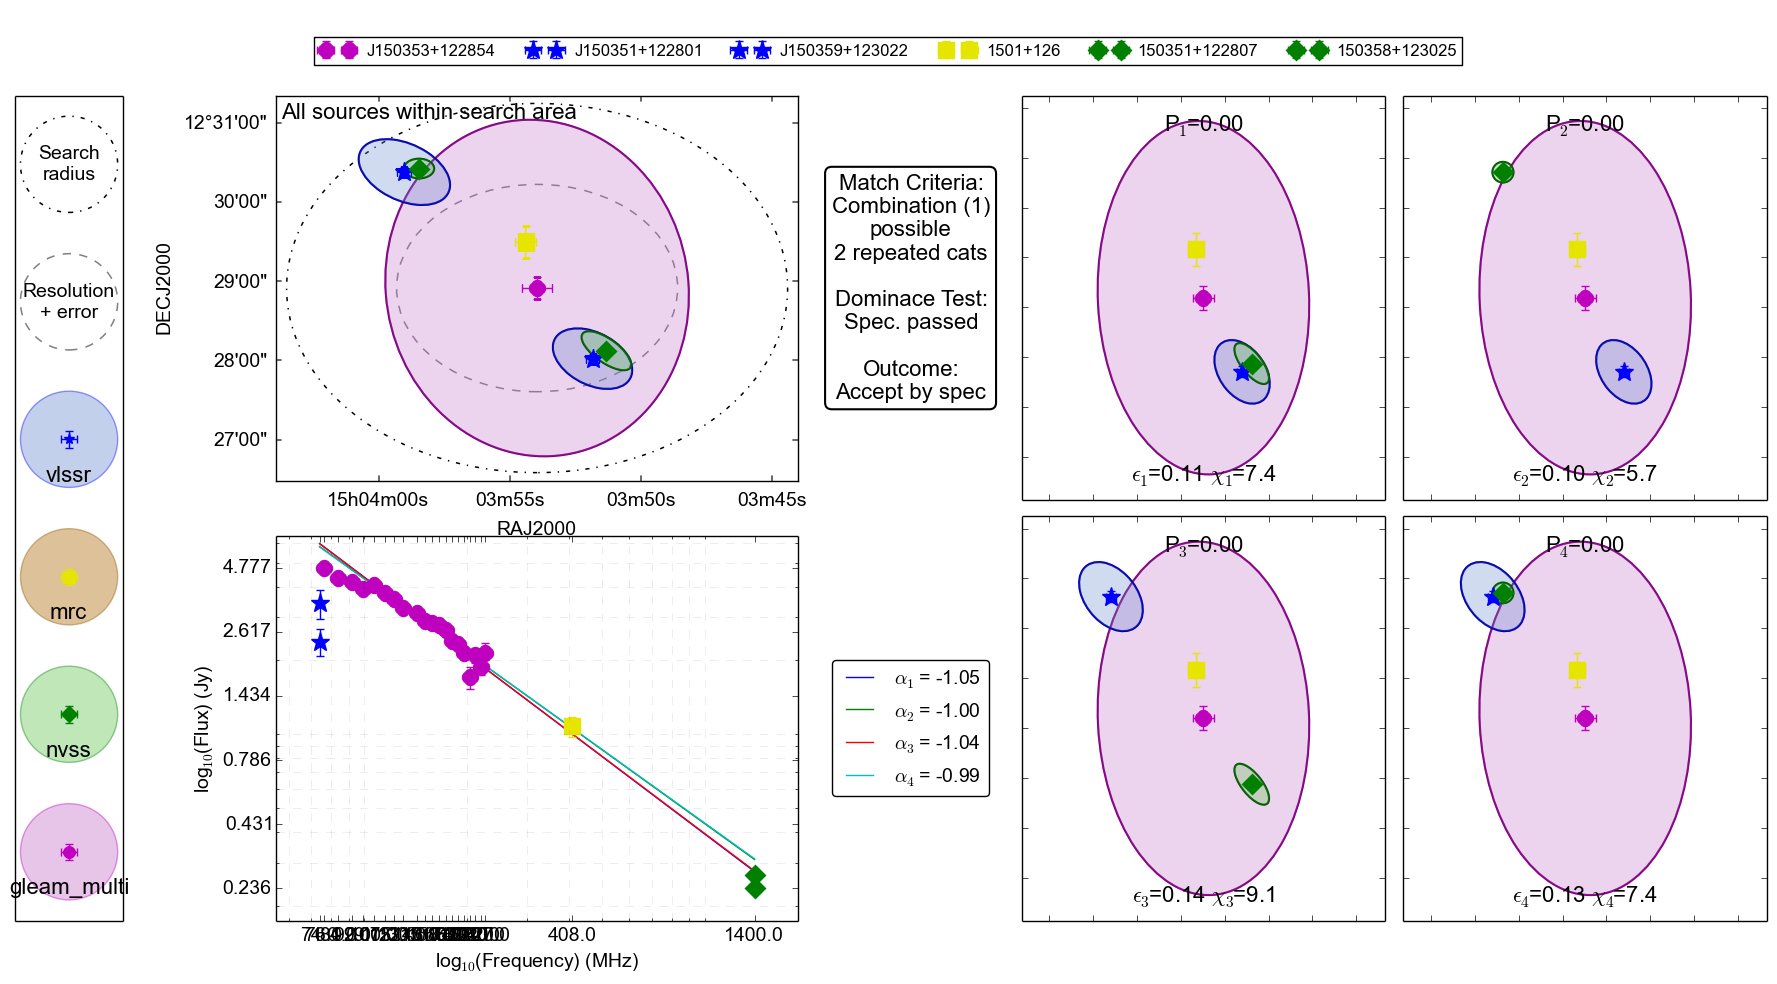 J150353+122854 J150351+122801 J150359+123022 1501+126 150351+122807 150358+123025
Search
radius
Resolution
+ error
vlssr
mrc
nvss
gleam_multi
All sources within search area
DECJ2000
12°31'00"
30'00"
29'00"
28'00"
27'00"
15h04m00s 03m55s 03m50s 03m45s
RAJ2000
Match Criteria:
Combination (1)
possible
2 repeated cats
Dominace Test:
Spec. passed
Outcome:
Accept by spec
P1=0.00
ϵ1=0.11 χ1=7.4
P2=0.00
ϵ2=0.10 χ2=5.7
log10(Flux) (Jy)
4.777
2.617
1.434
0.786
0.431
0.236
408.0 1400.0
log10(Frequency) (MHz)
α1 = -1.05
α2 = -1.00
α3 = -1.04
α4 = -0.99
P3=0.00
ϵ3=0.14 χ3=9.1
P4=0.00
ϵ4=0.13 χ4=7.4